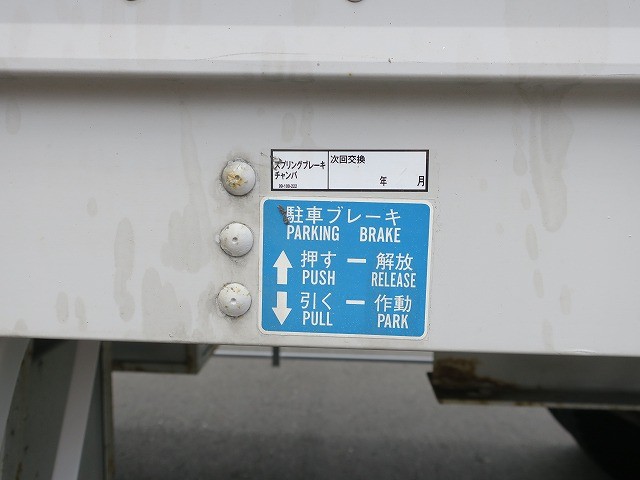 スプリングブレーキ
チャンバ
次回交換
年 月
駐車ブレーキ
PARKING BRAKE
押す ー 解放
PUSH RELEASE
引く ー 作動
PULL PARK